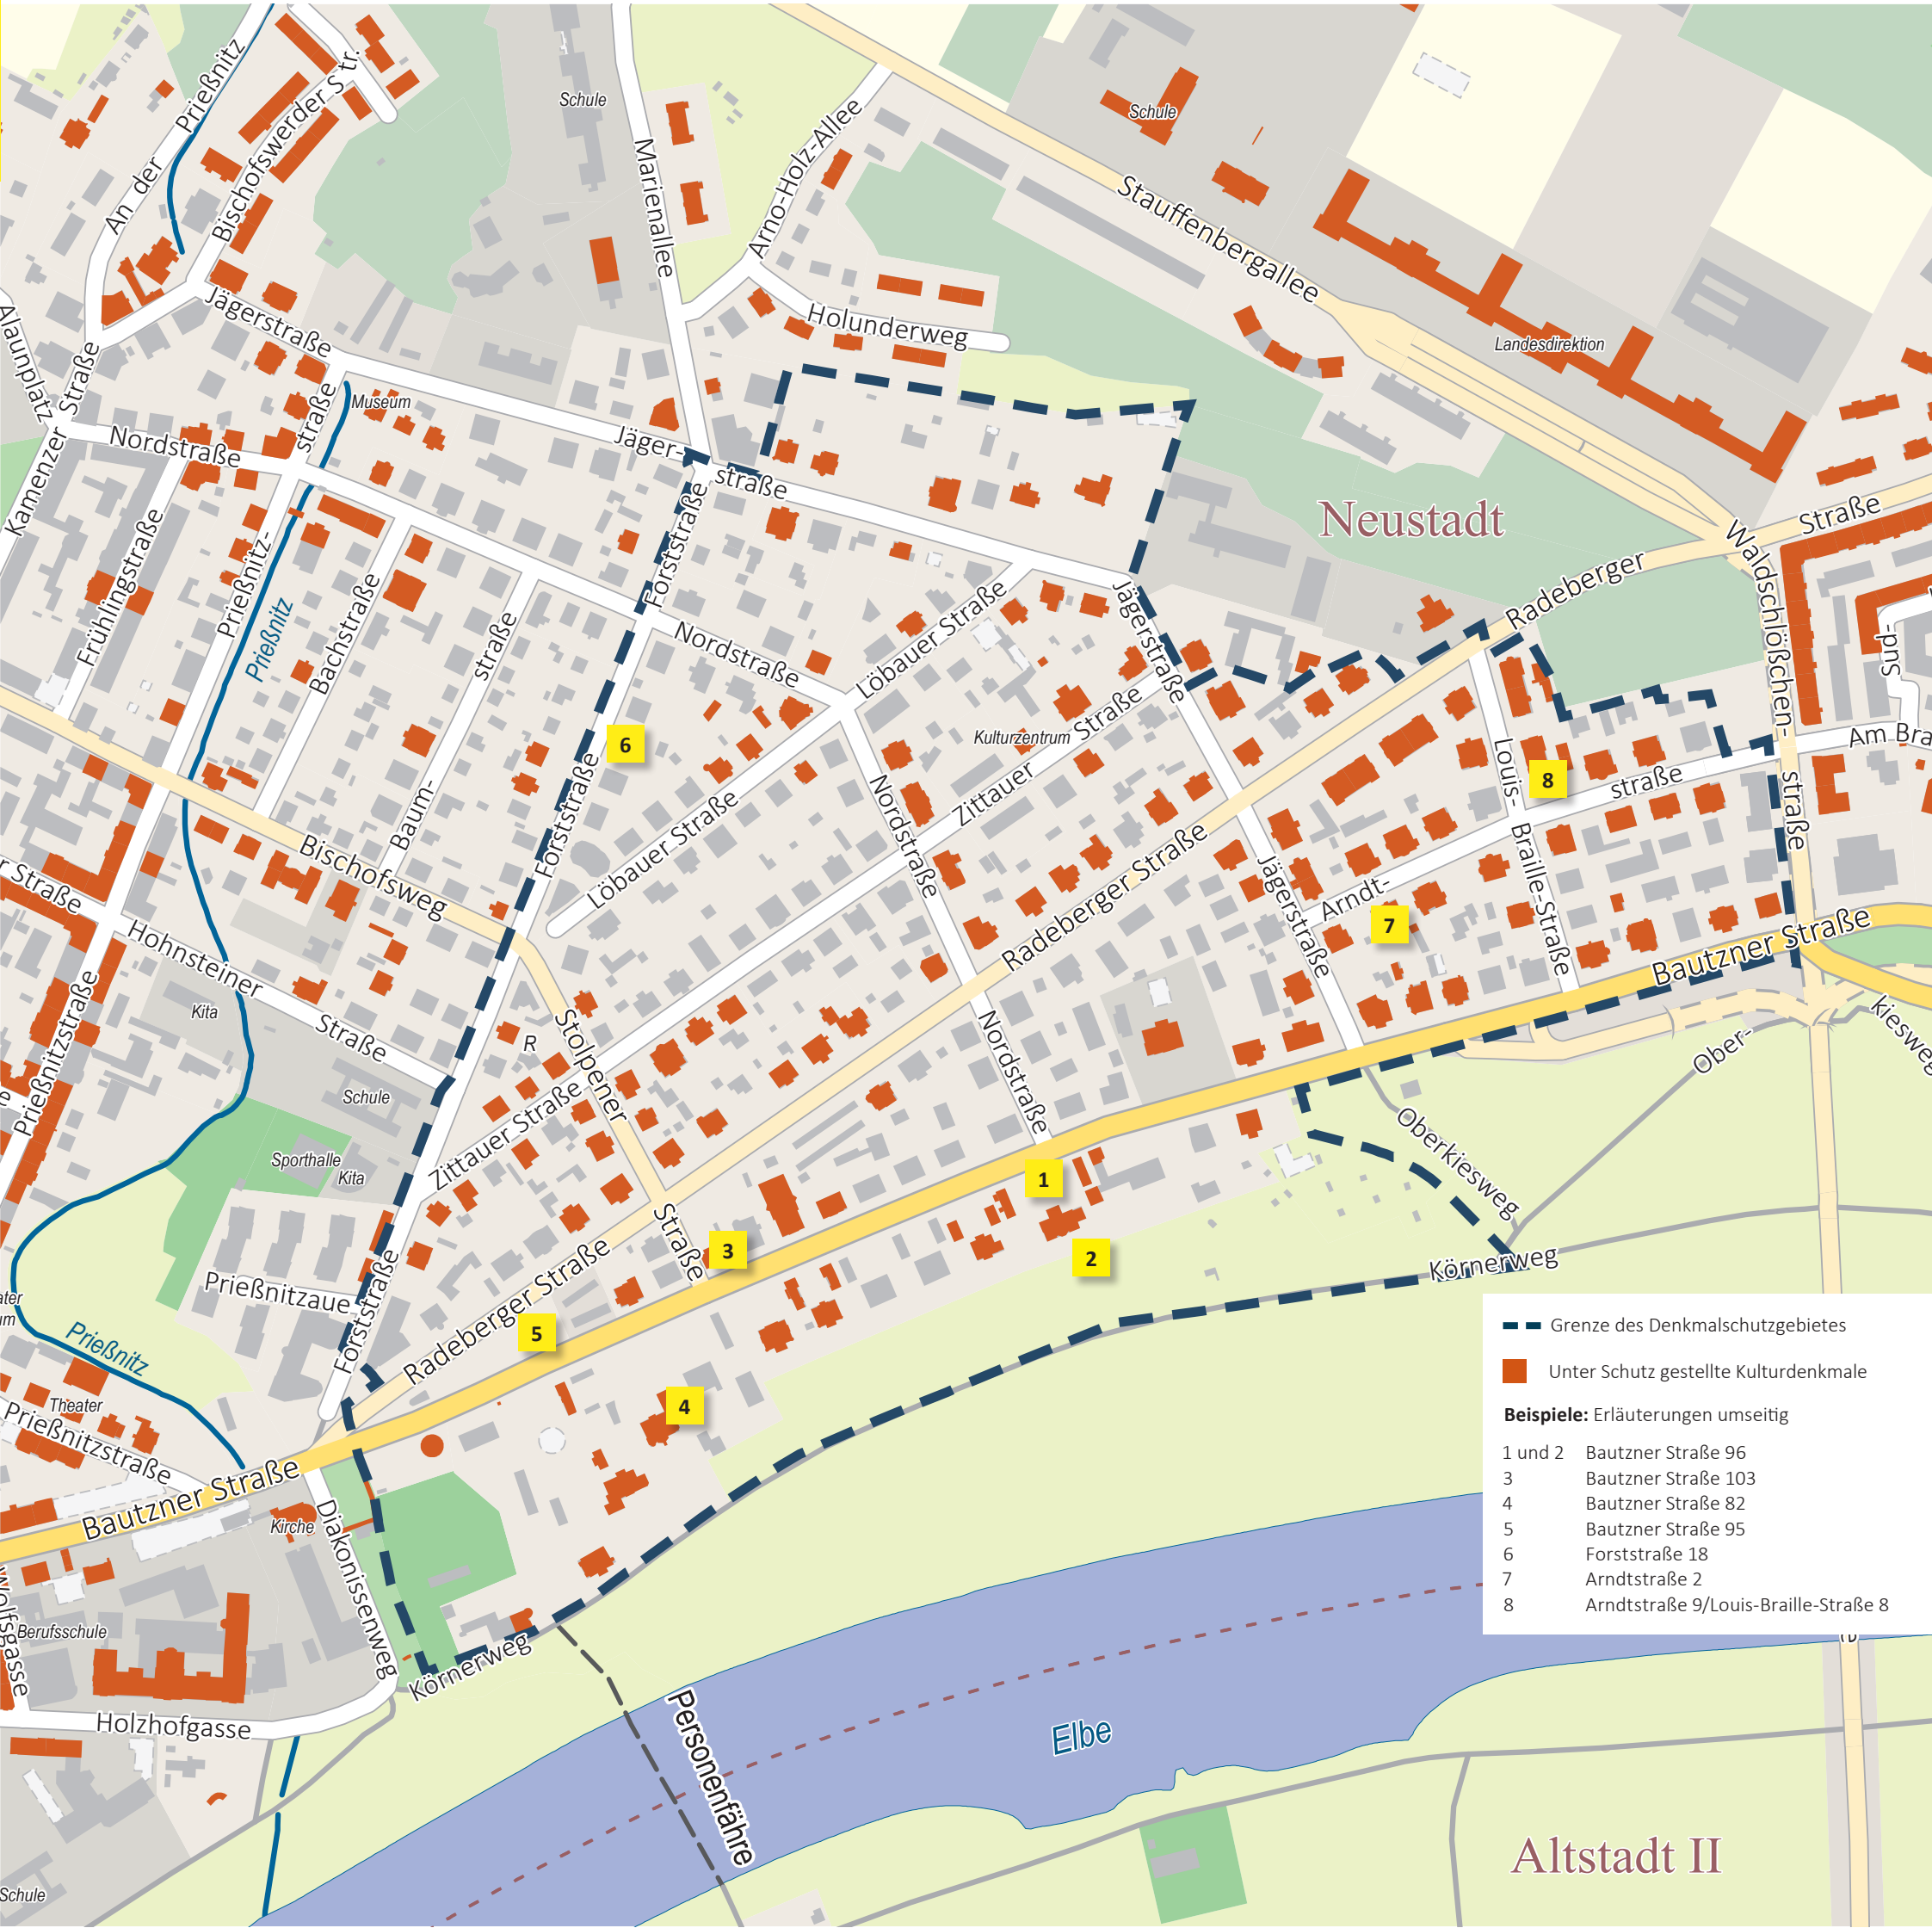 An der Prießnitz
Bischofswerder Str.
Schule
Marienallee
Arno-Holz-Allee
Schule
Stauffenbergallee
Holunderweg
Landesdirektion
Alaunplatz
Kamenzer Straße
Jägerstraße
Museum
Nordstraße
Jäger-
straße
Neustadt
Waldschlößchen-
straße
Radeberger Straße
Frühlingstraße
Prießnitz-
straße
Prießnitz
Bachstraße
Baum-
straße
Forststraße
Nordstraße
Löbauer Straße
Jägerstraße
Kulturzentrum
Zittauer Straße
Am Bra
-pus
6
8
Louis-
Braille-Straße
straße
Arndt-
7
Bischofsweg
Forststraße
Löbauer Straße
Nordstraße
Radeberger Straße
Jägerstraße
r Straße
Hohnsteiner
Straße
Kita
Prießnitzstraße
R
Stolpener
Straße
Nordstraße
Bautzner Straße
Ober-
kiesweg
Schule
Sporthalle
Kita
Zittauer Straße
Oberkiesweg
1
2
3
Körnerweg
Prießnitzaue
Forststraße
Radeberger Straße
5
4
Prießnitz
Theater
Prießnitzstraße
Bautzner Straße
Kirche
Diakonissenweg
Wolfsgasse
Berufsschule
Körnerweg
Holzhofgasse
Personenfähre
Elbe
Altstadt II
Schule
Grenze des Denkmalschutzgebietes
Unter Schutz gestellte Kulturdenkmale
Beispiele: Erläuterungen umseitig
1 und 2 Bautzner Straße 96
3 Bautzner Straße 103
4 Bautzner Straße 82
5 Bautzner Straße 95
6 Forststraße 18
7 Arndtstraße 2
8 Arndtstraße 9/Louis-Braille-Straße 8